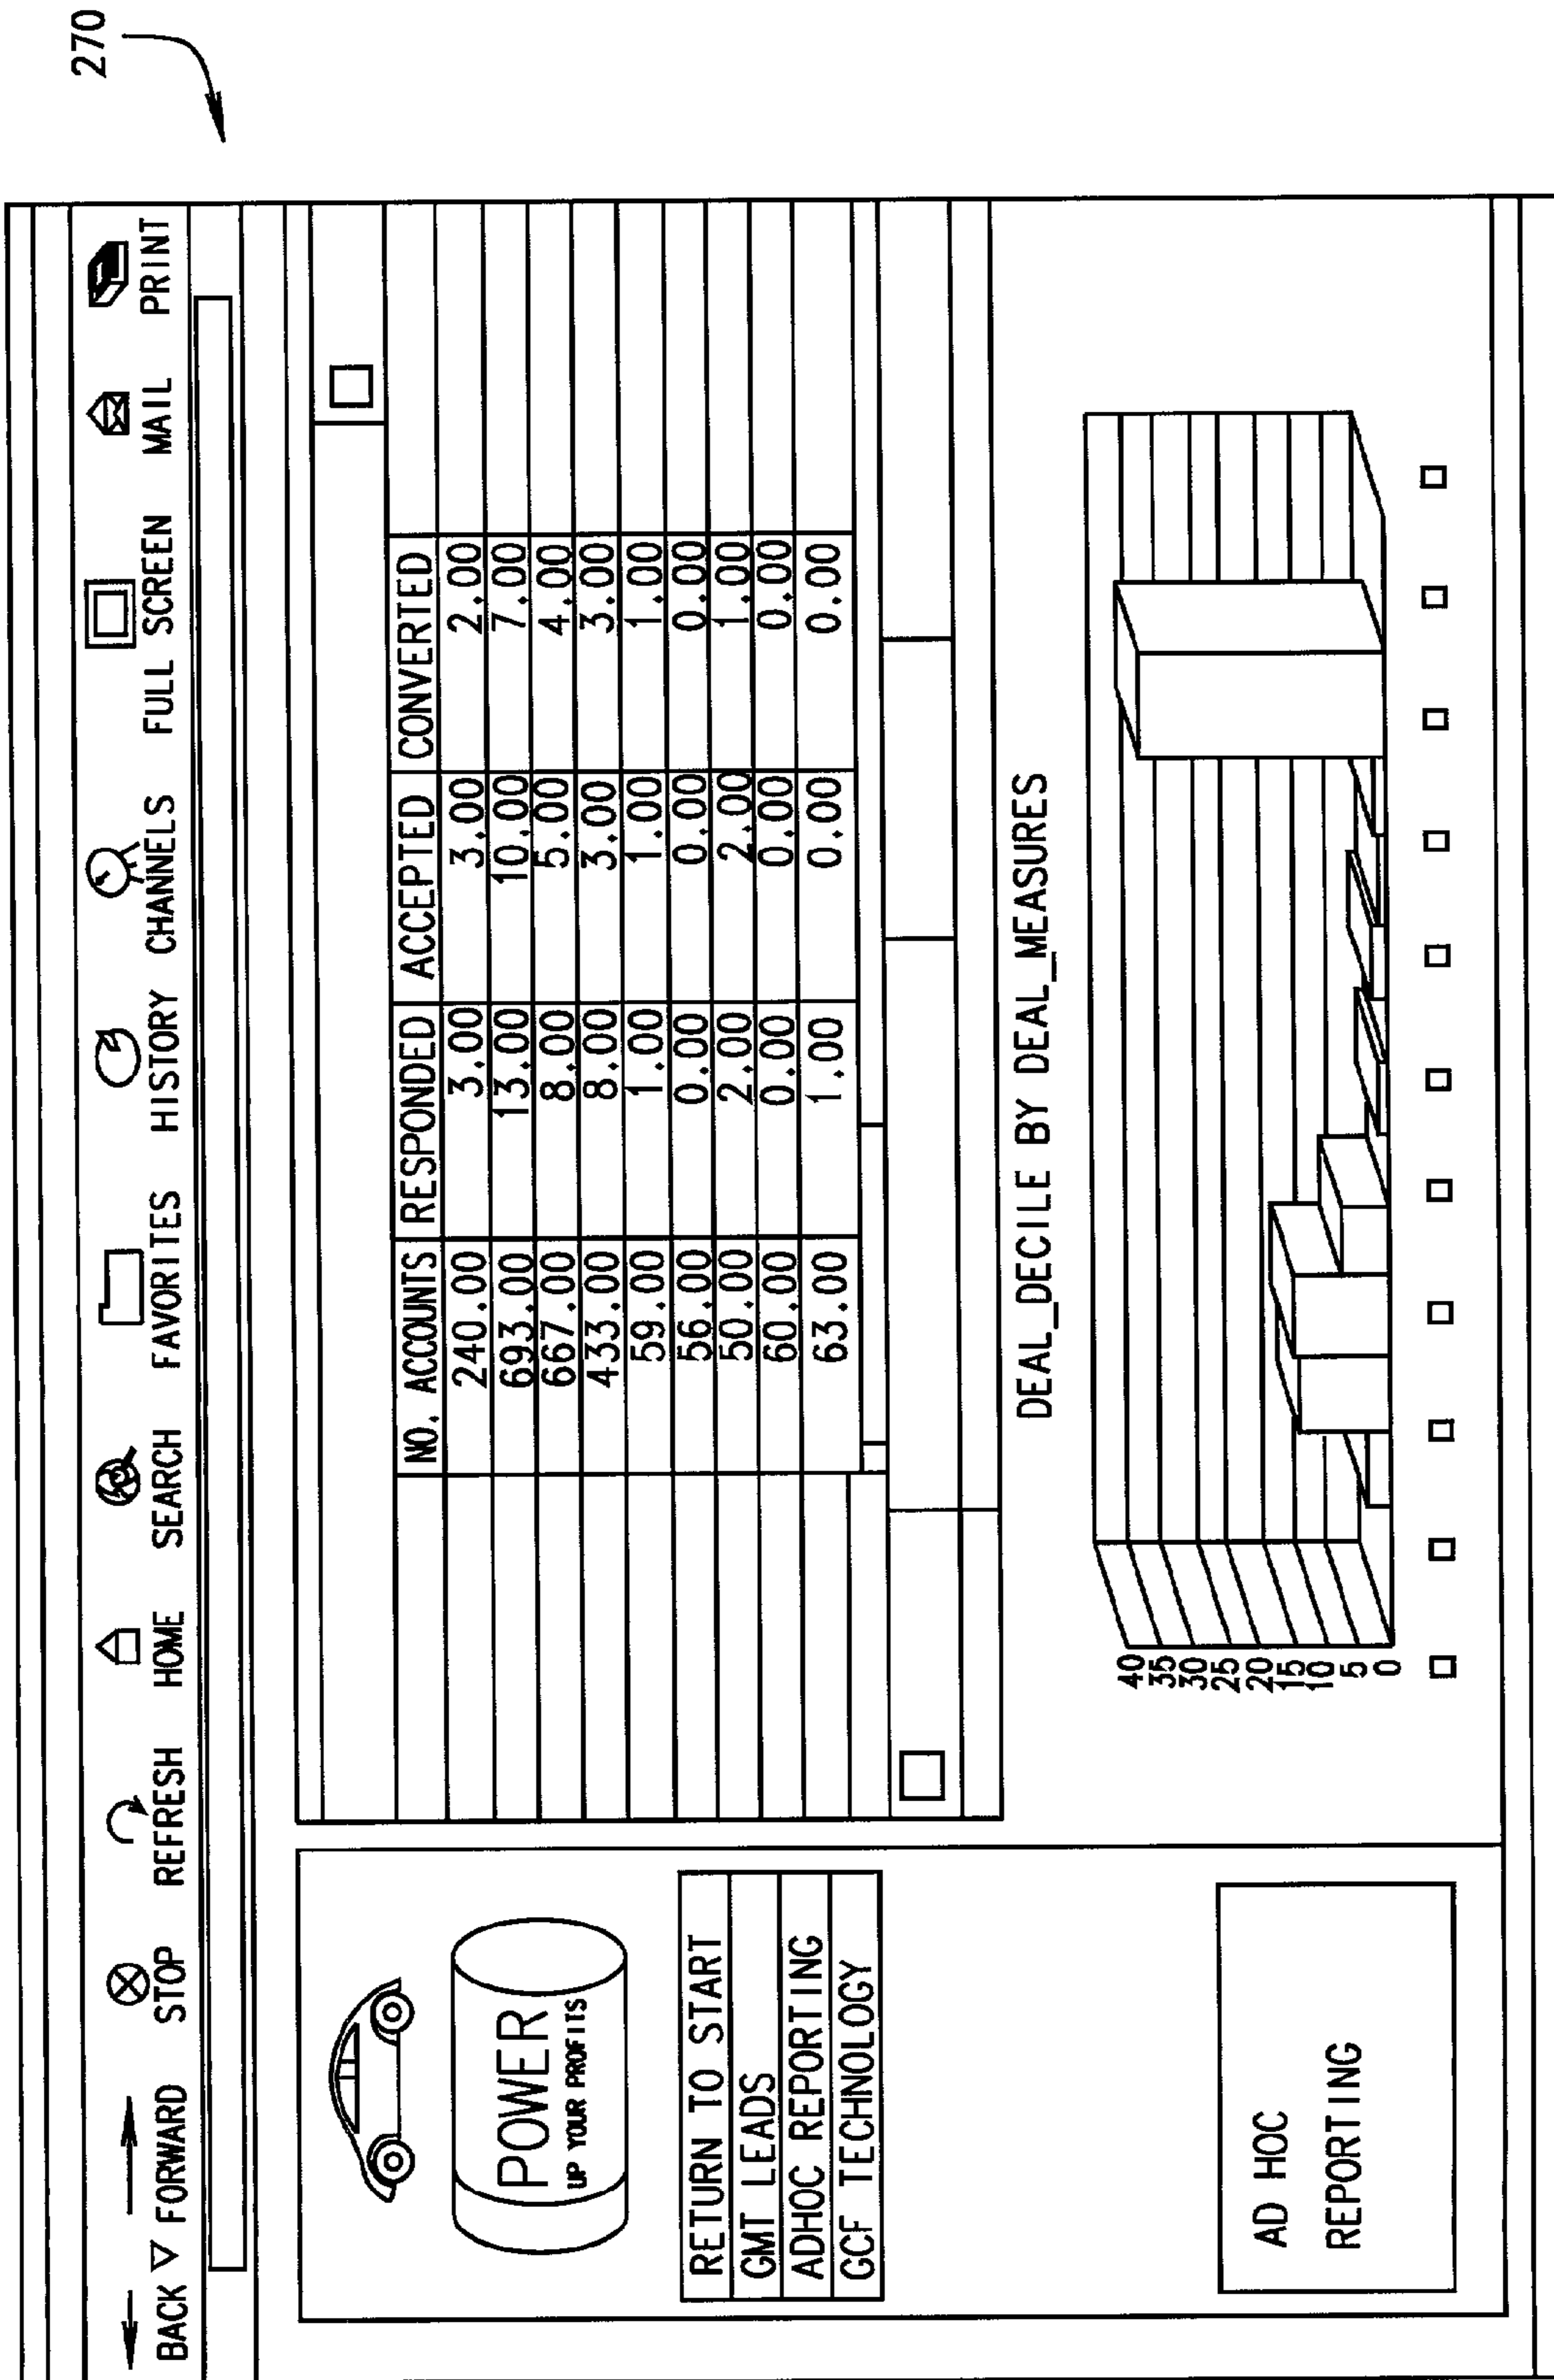 270
BACK FORWARD STOP REFRESH HOME SEARCH FAVORITES HISTORY CHANNELS FULL SCREEN MAIL PRINT
POWER
UP YOUR PROFITS
RETURN TO START
GMT LEADS
ADHOC REPORTING
GCF TECHNOLOGY
AD HOC
REPORTING
NO. ACCOUNTS RESPONDED ACCEPTED CONVERTED
240.00 3.00 3.00 2.00
693.00 13.00 10.00 7.00
667.00 8.00 5.00 4.00
433.00 8.00 3.00 3.00
59.00 1.00 1.00 1.00
56.00 0.00 0.00 0.00
50.00 2.00 2.00 1.00
60.00 0.00 0.00 0.00
63.00 1.00 0.00 0.00
DEAL_DECILE BY DEAL_MEASURES
40
35
30
25
20
15
10
5
0